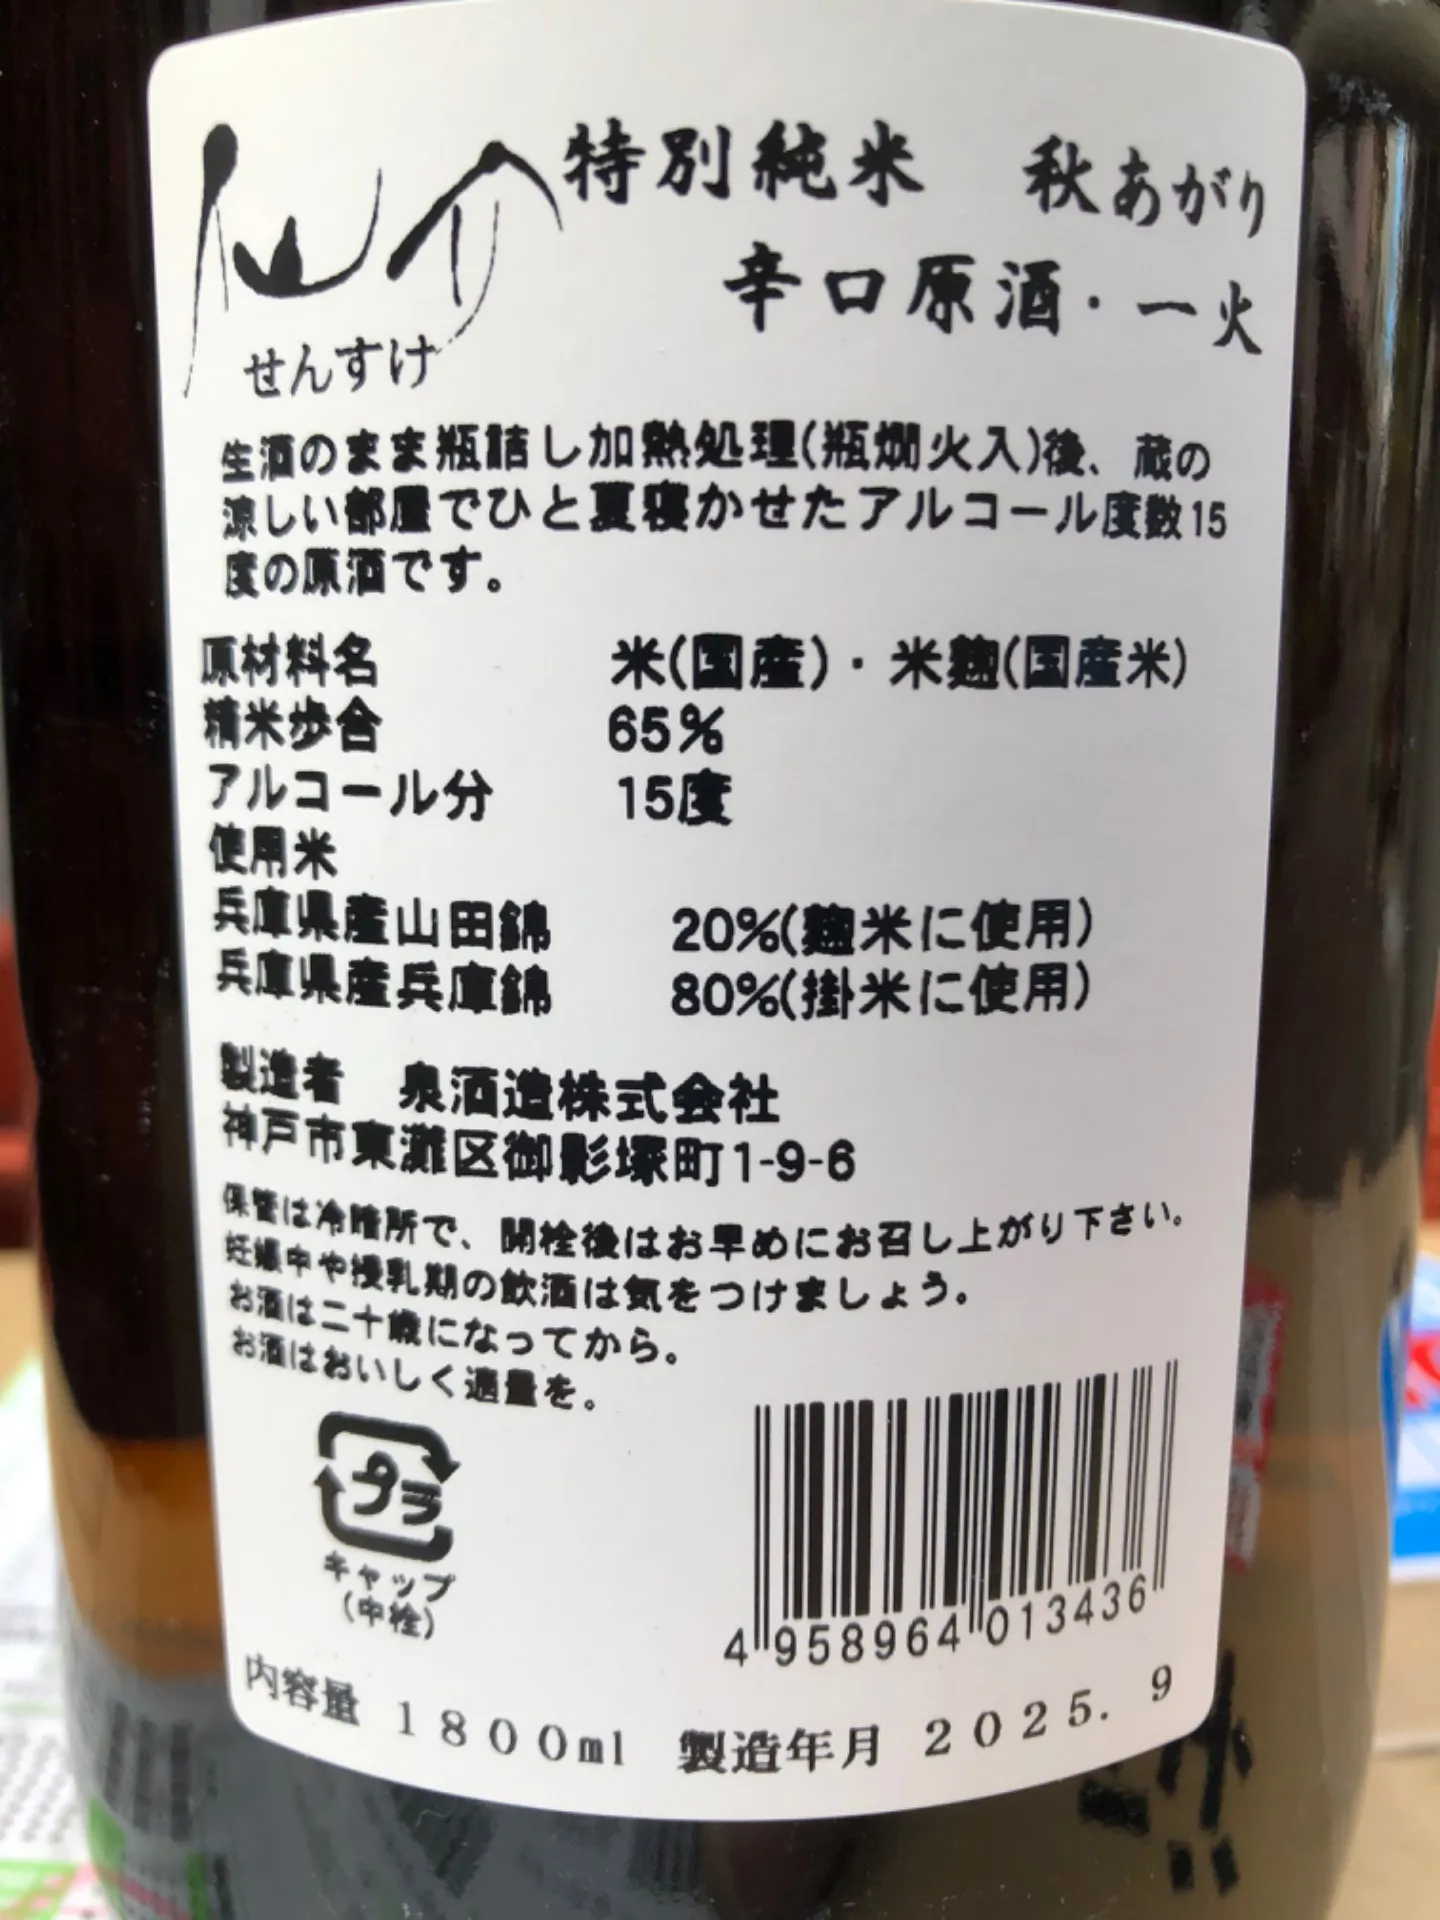 仙介 特別純米 秋あがり
せんすけ 辛口原酒・一火
生酒のまま瓶詰し加熱処理(瓶燗火入)後、蔵の
涼しい部屋でひと夏寝かせたアルコール度数15
度の原酒です。
原材料名 米(国産)・米麹(国産米)
精米歩合 65%
アルコール分 15度
使用米
兵庫県産山田錦 20%(麹米に使用)
兵庫県産兵庫錦 80%(掛米に使用)
製造者 泉酒造株式会社
神戸市東灘区御影塚町1-9-6
保管は冷暗所で、開栓後はお早めにお召し上がり下さい。
妊娠中や授乳期の飲酒は気をつけましょう。
お酒は二十歳になってから。
お酒はおいしく適量を。
プラ
キャップ
(中栓)
4 958964 013436
内容量 1800ml 製造年月 2025. 9